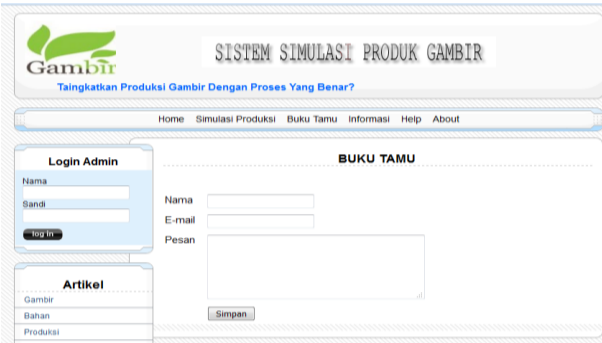 Gambir
SISTEM SIMULASI PRODUK GAMBIR
Taingkatkan Produksi Gambir Dengan Proses Yang Benar?
Home Simulasi Produksi Buku Tamu Informasi Help About
Login Admin
Nama
Sandi
log in
Artikel
Gambir
Bahan
Produksi
BUKU TAMU
Nama
E-mail
Pesan
Simpan